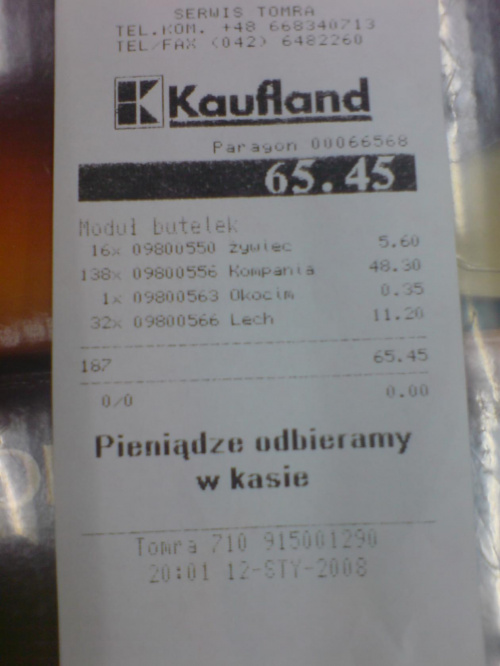 SERWIS TOMRA
TEL.KOM. +48 668340713
TEL/FAX (042) 6482260
Kaufland
Paragon 00066568
65.45
Moduł butelek
16x 09800550 żywiec 5.60
138x 09800556 Kompania 48.30
1x 09800563 Okocim 0.35
32x 09800566 Lech 11.20
187 65.45
0/0 0.00
Pieniądze odbieramy
w kasie
Tomra 710 915001290
20:01 12-STY-2008